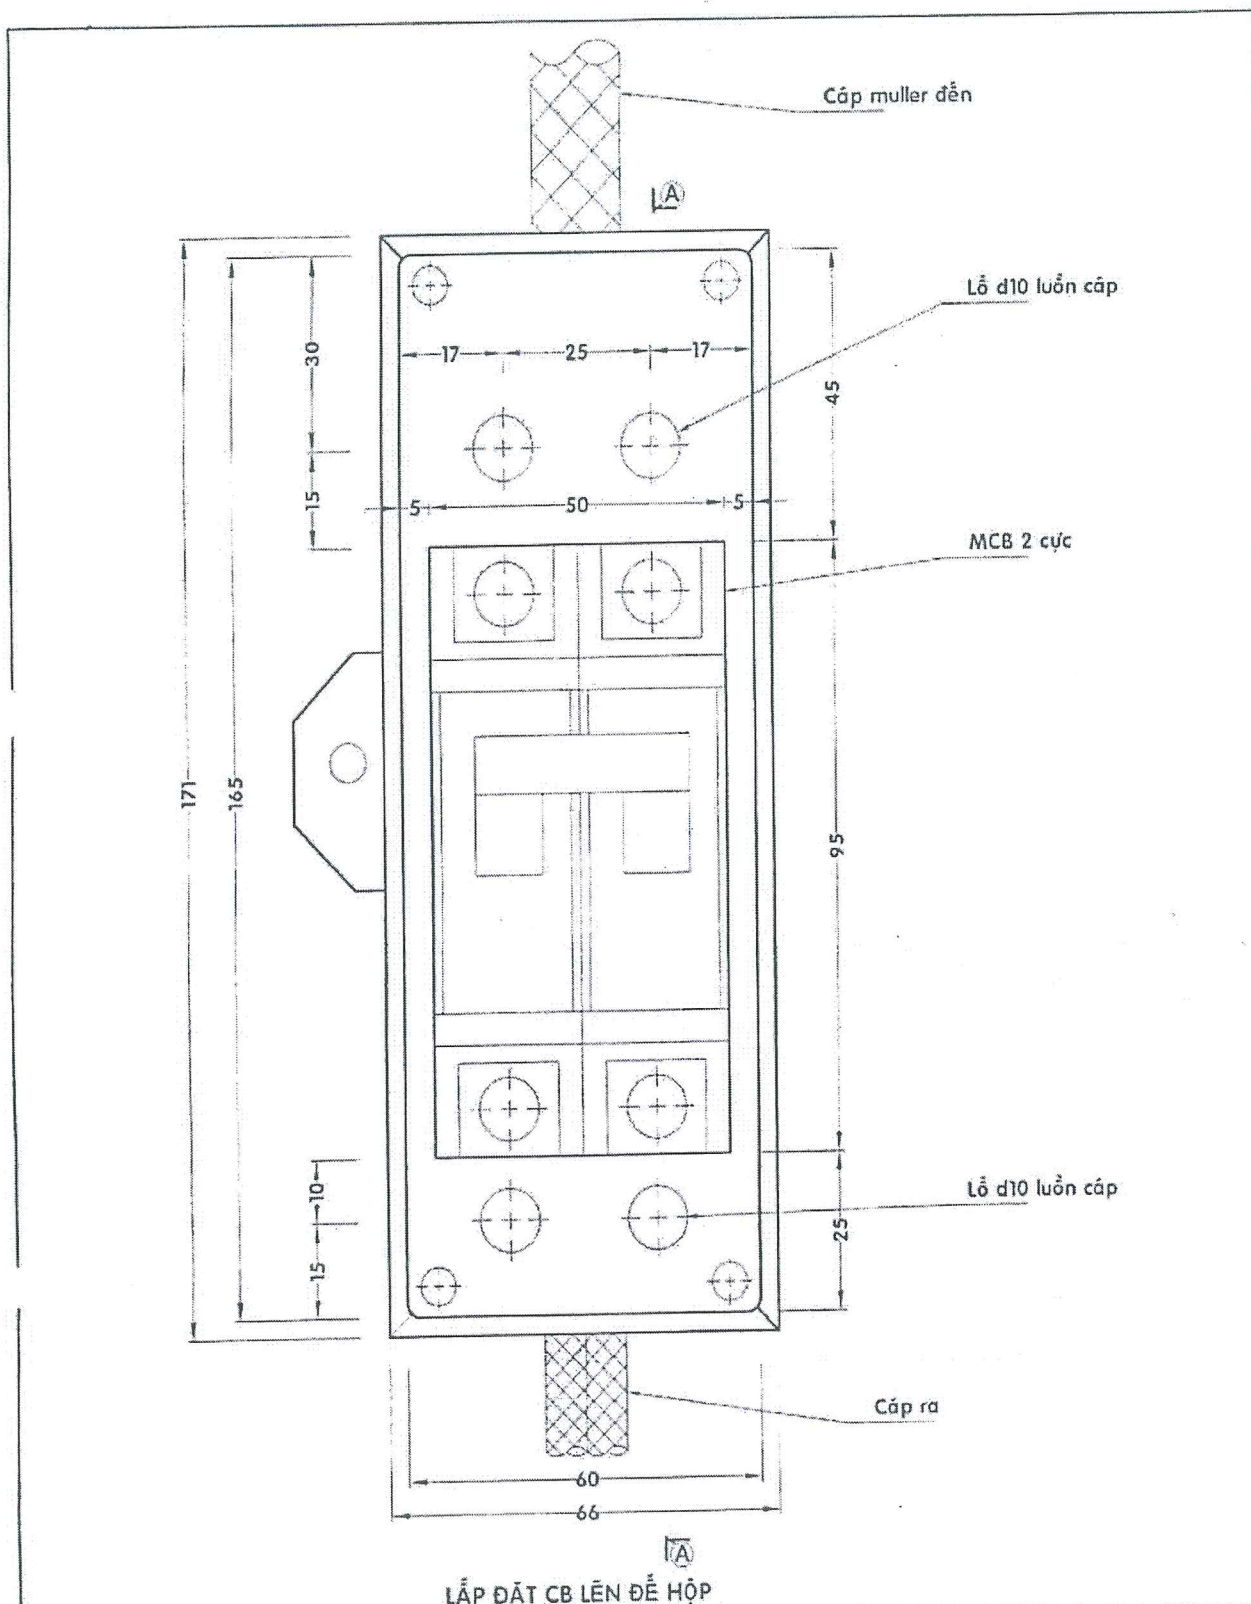 Cáp muller đến
A
Lỗ d10 luồn cáp
17
25
17
30
45
15
5
50
5
MCB 2 cực
171
165
95
10
Lỗ d10 luồn cáp
25
15
Cáp ra
60
66
A
LẮP ĐẶT CB LÊN ĐẾ HỘP